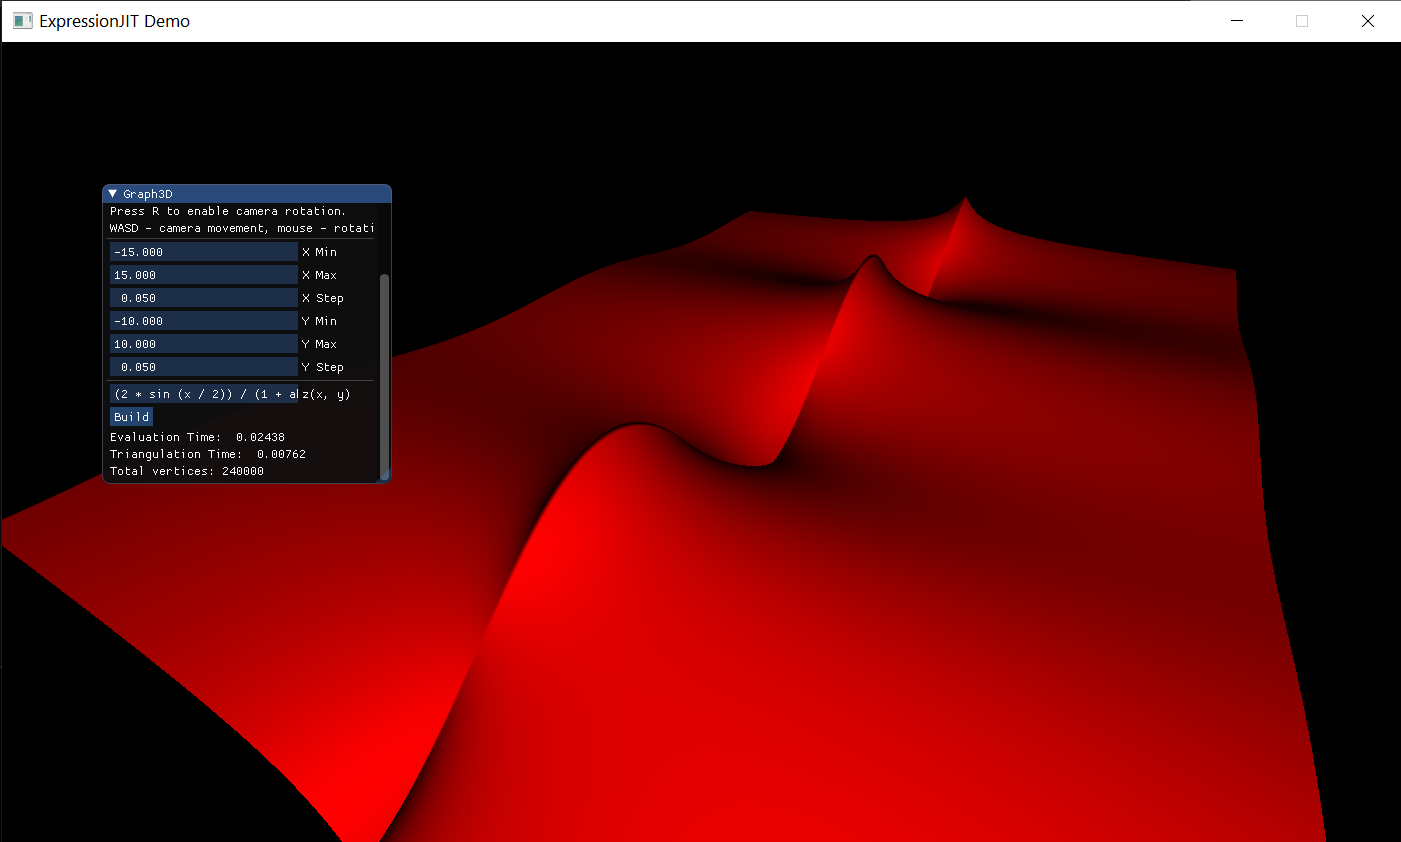 ExpressionJIT Demo
Graph3D
Press R to enable camera rotation.
WASD - camera movement, mouse - rotati
-15.000 X Min
15.000 X Max
0.050 X Step
-10.000 Y Min
10.000 Y Max
0.050 Y Step
(2 * sin (x / 2)) / (1 + a z(x, y)
Build
Evaluation Time: 0.02438
Triangulation Time: 0.00762
Total vertices: 240000